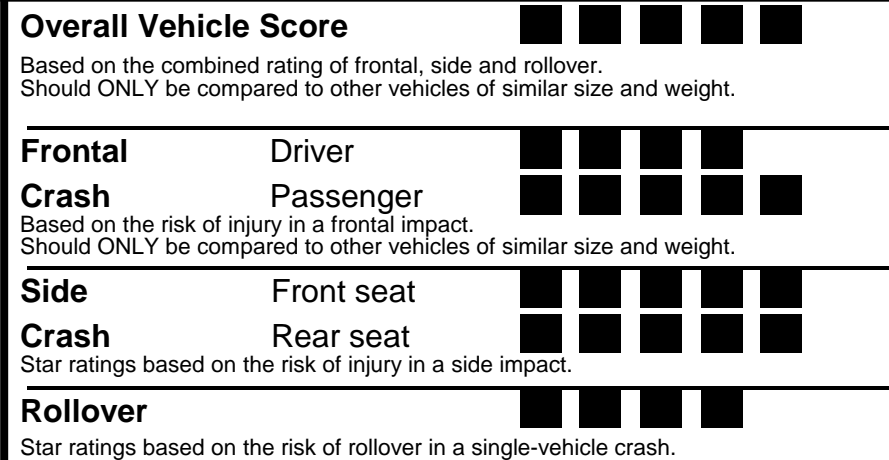 Overall Vehicle Score
Based on the combined rating of frontal, side and rollover.
Should ONLY be compared to other vehicles of similar size and weight.
Frontal Driver
Crash Passenger
Based on the risk of injury in a frontal impact.
Should ONLY be compared to other vehicles of similar size and weight.
Side Front seat
Crash Rear seat
Star ratings based on the risk of injury in a side impact.
Rollover
Star ratings based on the risk of rollover in a single-vehicle crash.